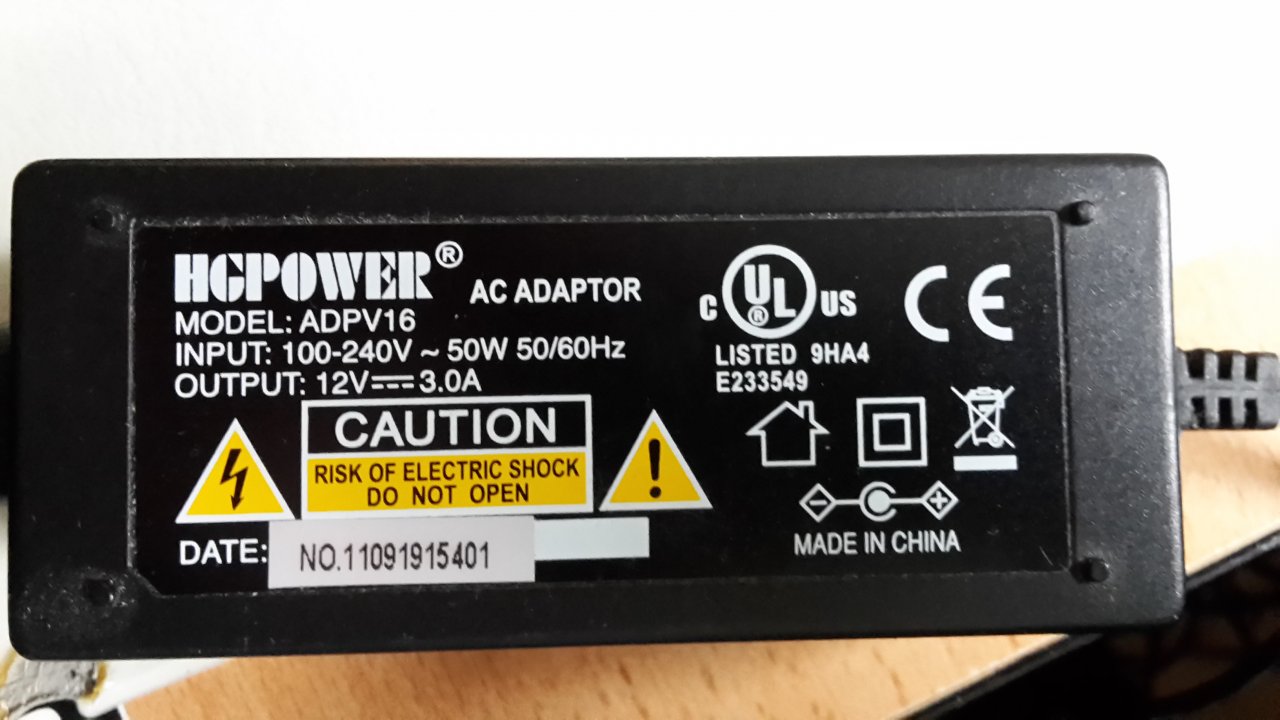 HGPOWER® AC ADAPTOR
MODEL: ADPV16
INPUT: 100-240V ~ 50W 50/60Hz
OUTPUT: 12V⎓3.0A
CAUTION
RISK OF ELECTRIC SHOCK
DO NOT OPEN
DATE: NO.11091915401
C UL® US CE
LISTED 9HA4
E233549
MADE IN CHINA